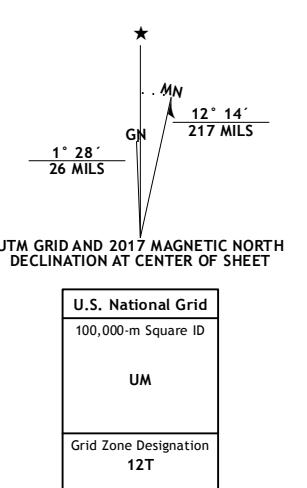 ★
MN
12° 14´
217 MILS
GN
1° 28´
26 MILS
UTM GRID AND 2017 MAGNETIC NORTH
DECLINATION AT CENTER OF SHEET
U.S. National Grid
100,000-m Square ID
UM
Grid Zone Designation
12T